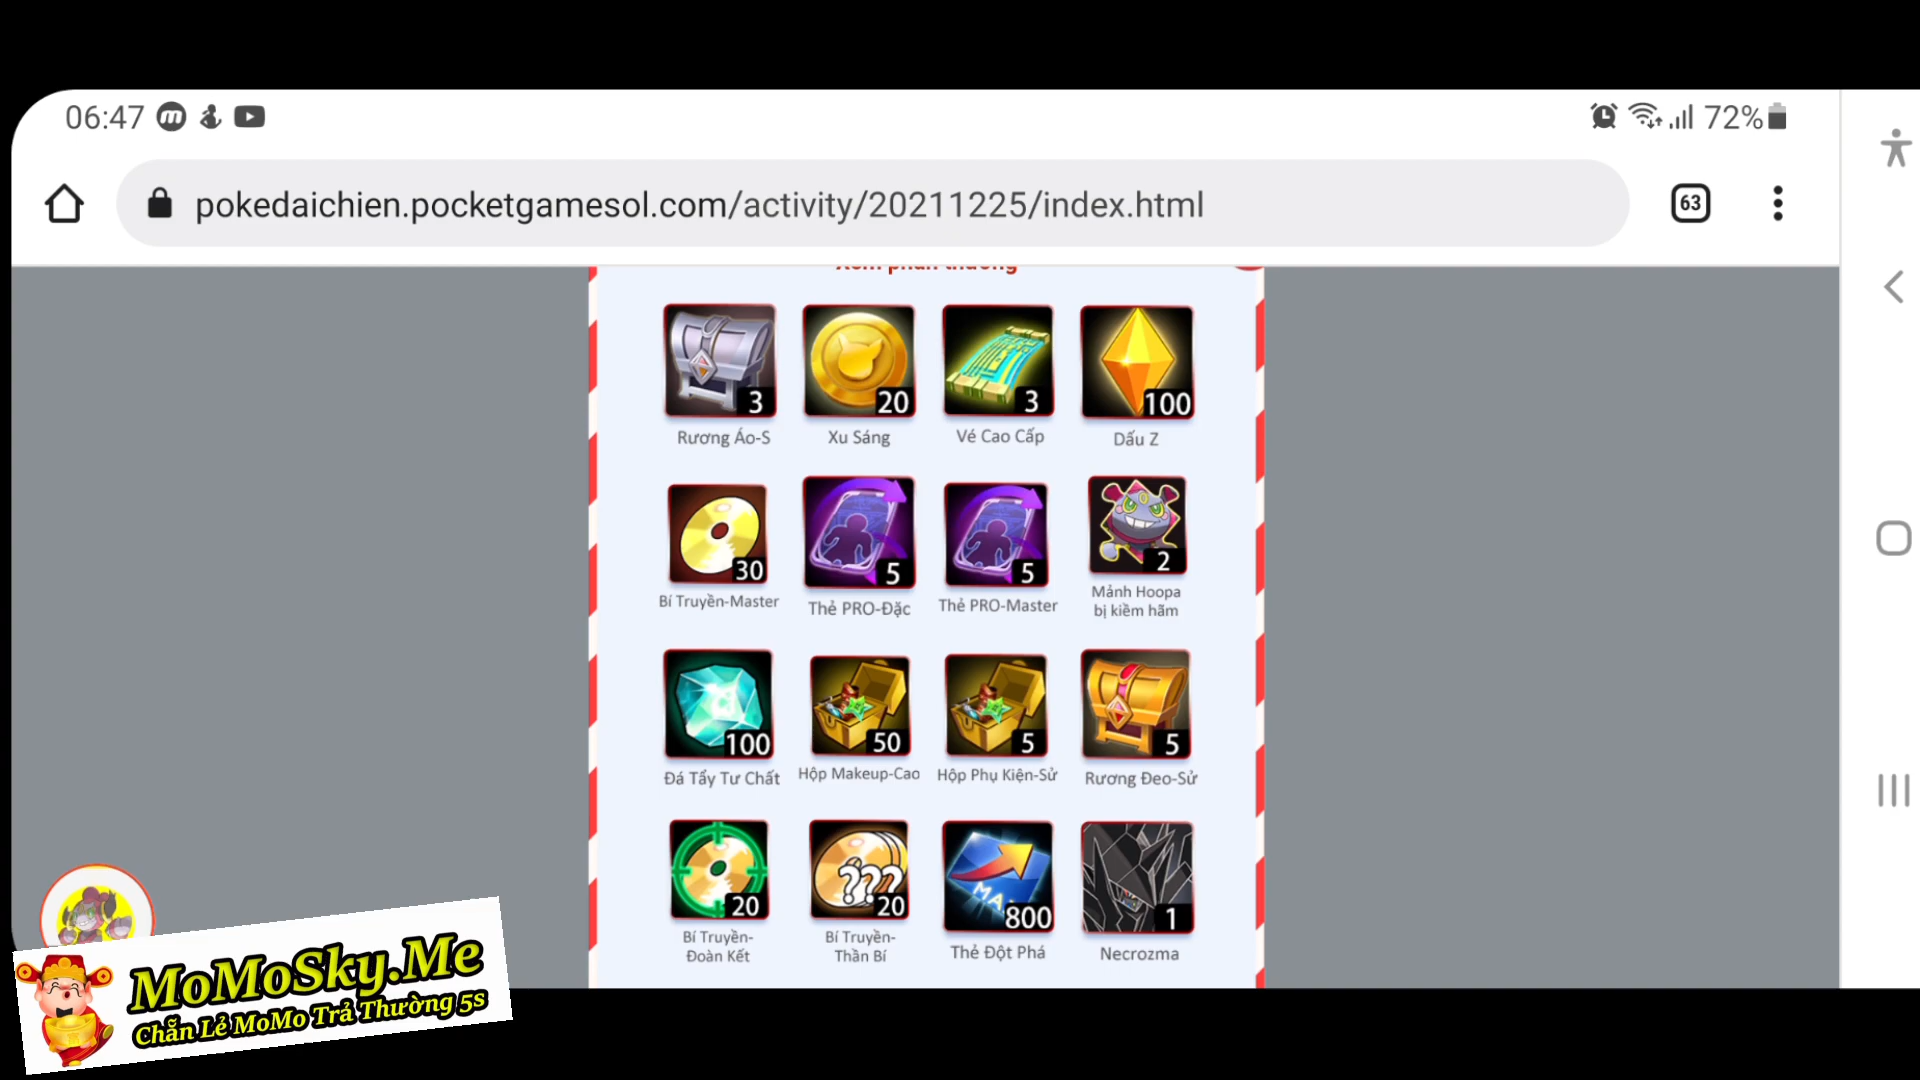 06:47
72%
pokedaichien.pocketgamesol.com/activity/20211225/index.html
63
Xem phần thưởng
3
20
3
100
Rương Áo-S
Xu Sáng
Vé Cao Cấp
Dấu Z
30
5
5
2
Bí Truyền-Master
Thẻ PRO-Đặc
Thẻ PRO-Master
Mảnh Hoopa
bị kiềm hãm
100
50
5
5
Đá Tẩy Tư Chất
Hộp Makeup-Cao
Hộp Phụ Kiện-Sử
Rương Đeo-Sử
20
???
20
MAX
800
1
Bí Truyền-
Đoàn Kết
Bí Truyền-
Thần Bí
Thẻ Đột Phá
Necrozma
MoMoSky.Me
Chẵn Lẻ MoMo Trả Thưởng 5s